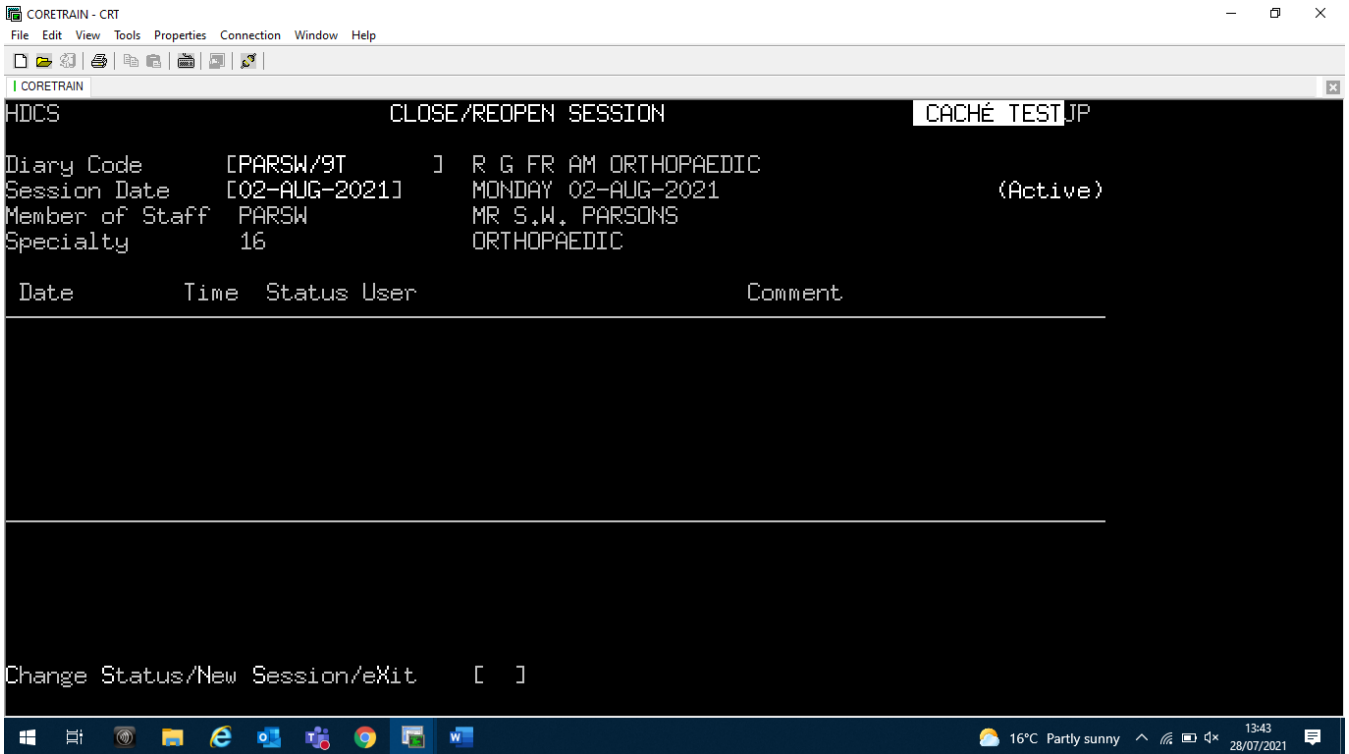 CORETRAIN - CRT
File Edit View Tools Properties Connection Window Help
CORETRAIN
HDCS CLOSE/REOPEN SESSION CACHÉ TESTJP
Diary Code [PARSW/9T ] R G FR AM ORTHOPAEDIC
Session Date [02-AUG-2021] MONDAY 02-AUG-2021 (Active)
Member of Staff PARSW MR S.W. PARSONS
Specialty 16 ORTHOPAEDIC
Date Time Status User Comment
Change Status/New Session/eXit [ ]
16°C Partly sunny 13:43
28/07/2021